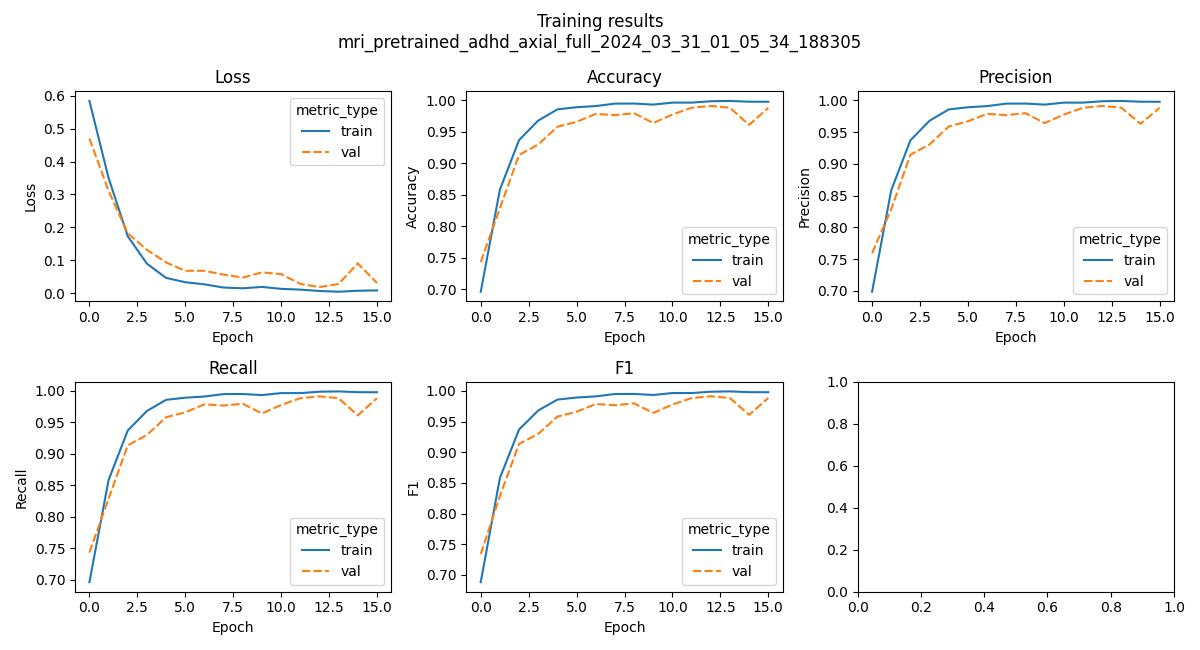 Training results
mri_pretrained_adhd_axial_full_2024_03_31_01_05_34_188305
Loss
0.6
0.5
0.4
0.3
0.2
0.1
0.0
Loss
metric_type
train
val
0.0 2.5 5.0 7.5 10.0 12.5 15.0
Epoch
Accuracy
1.00
0.95
0.90
0.85
0.80
0.75
0.70
Accuracy
metric_type
train
val
0.0 2.5 5.0 7.5 10.0 12.5 15.0
Epoch
Precision
1.00
0.95
0.90
0.85
0.80
0.75
0.70
Precision
metric_type
train
val
0.0 2.5 5.0 7.5 10.0 12.5 15.0
Epoch
Recall
1.00
0.95
0.90
0.85
0.80
0.75
0.70
Recall
metric_type
train
val
0.0 2.5 5.0 7.5 10.0 12.5 15.0
Epoch
F1
1.00
0.95
0.90
0.85
0.80
0.75
0.70
F1
metric_type
train
val
0.0 2.5 5.0 7.5 10.0 12.5 15.0
Epoch
1.0
0.8
0.6
0.4
0.2
0.0
0.0 0.2 0.4 0.6 0.8 1.0